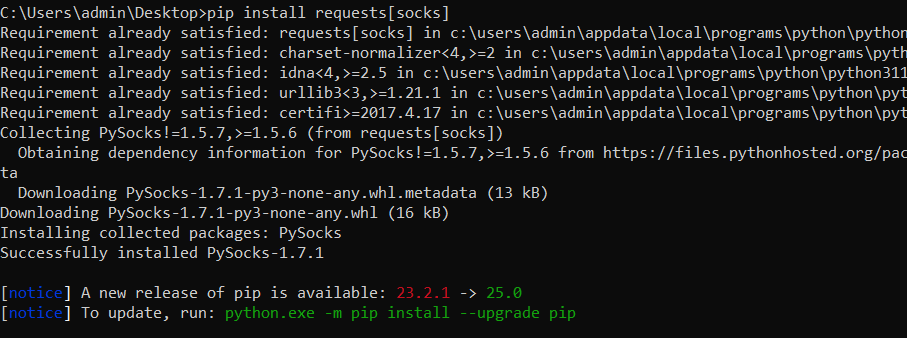 C:\Users\admin\Desktop>pip install requests[socks]
Requirement already satisfied: requests[socks] in c:\users\admin\appdata\local\programs\python\python
Requirement already satisfied: charset-normalizer<4,>=2 in c:\users\admin\appdata\local\programs\pyth
Requirement already satisfied: idna<4,>=2.5 in c:\users\admin\appdata\local\programs\python\python311
Requirement already satisfied: urllib3<3,>=1.21.1 in c:\users\admin\appdata\local\programs\python\pyt
Requirement already satisfied: certifi>=2017.4.17 in c:\users\admin\appdata\local\programs\python\pyt
Collecting PySocks!=1.5.7,>=1.5.6 (from requests[socks])
  Obtaining dependency information for PySocks!=1.5.7,>=1.5.6 from https://files.pythonhosted.org/pac
ta
  Downloading PySocks-1.7.1-py3-none-any.whl.metadata (13 kB)
Downloading PySocks-1.7.1-py3-none-any.whl (16 kB)
Installing collected packages: PySocks
Successfully installed PySocks-1.7.1
[notice] A new release of pip is available: 23.2.1 -> 25.0
[notice] To update, run: python.exe -m pip install --upgrade pip